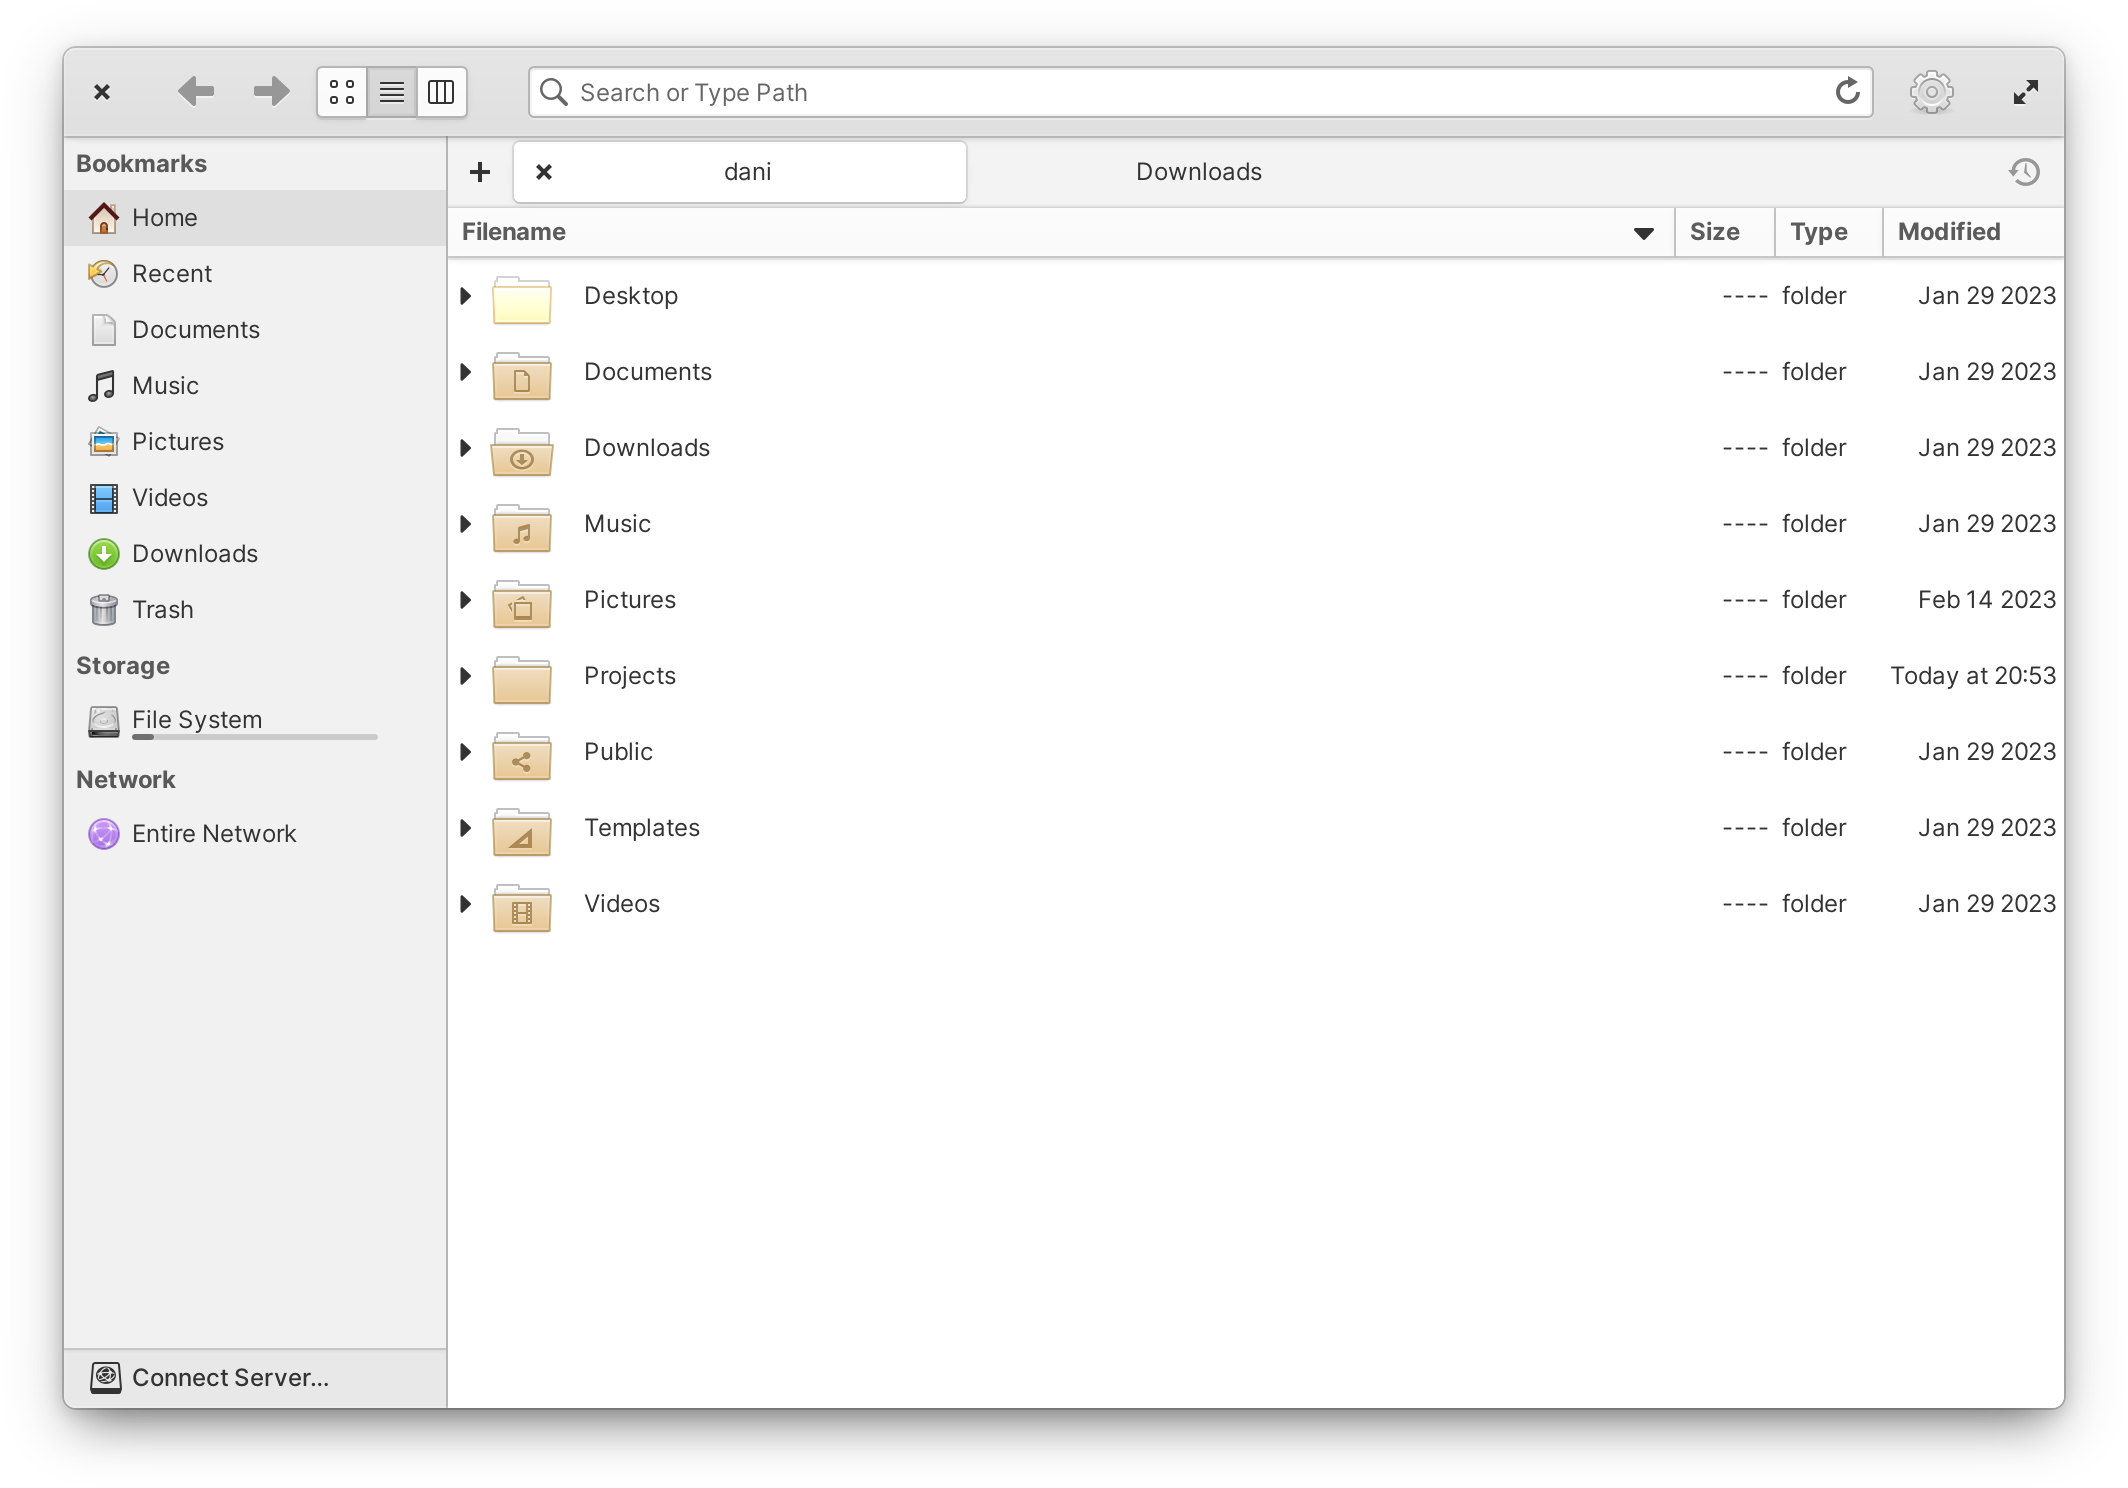 Search or Type Path
Bookmarks
Home
Recent
Documents
Music
Pictures
Videos
Downloads
Trash
Storage
File System
Network
Entire Network
Connect Server...
dani
Downloads
Filename Size Type Modified
Desktop ---- folder Jan 29 2023
Documents ---- folder Jan 29 2023
Downloads ---- folder Jan 29 2023
Music ---- folder Jan 29 2023
Pictures ---- folder Feb 14 2023
Projects ---- folder Today at 20:53
Public ---- folder Jan 29 2023
Templates ---- folder Jan 29 2023
Videos ---- folder Jan 29 2023